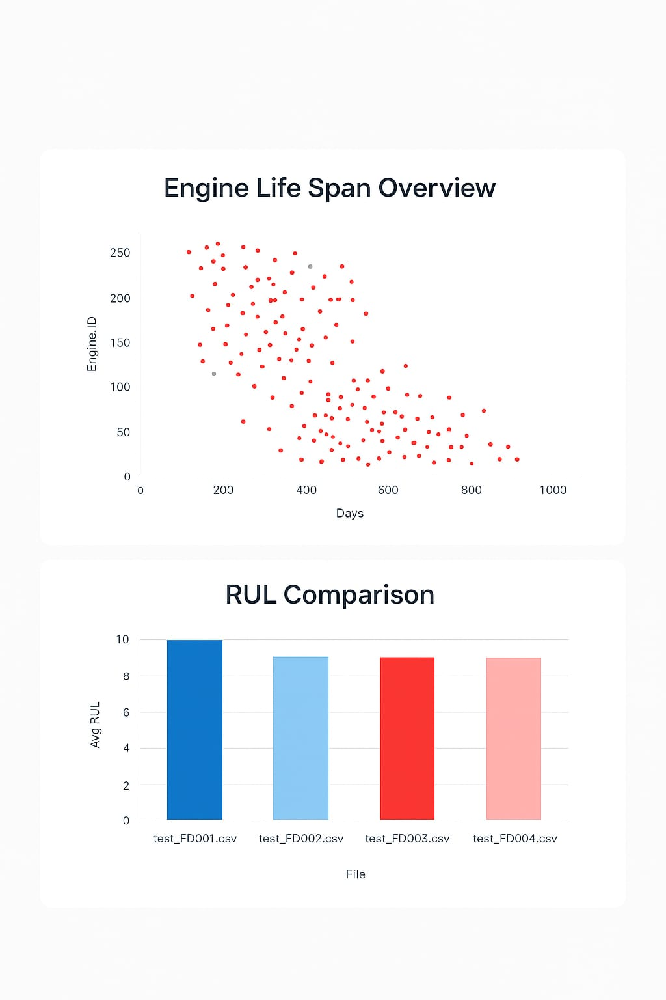 Engine Life Span Overview
Engine.ID
250
200
150
100
50
0
0 200 400 600 800 1000
Days
RUL Comparison
Avg RUL
10
8
6
4
2
0
test_FD001.csv test_FD002.csv test_FD003.csv test_FD004.csv
File